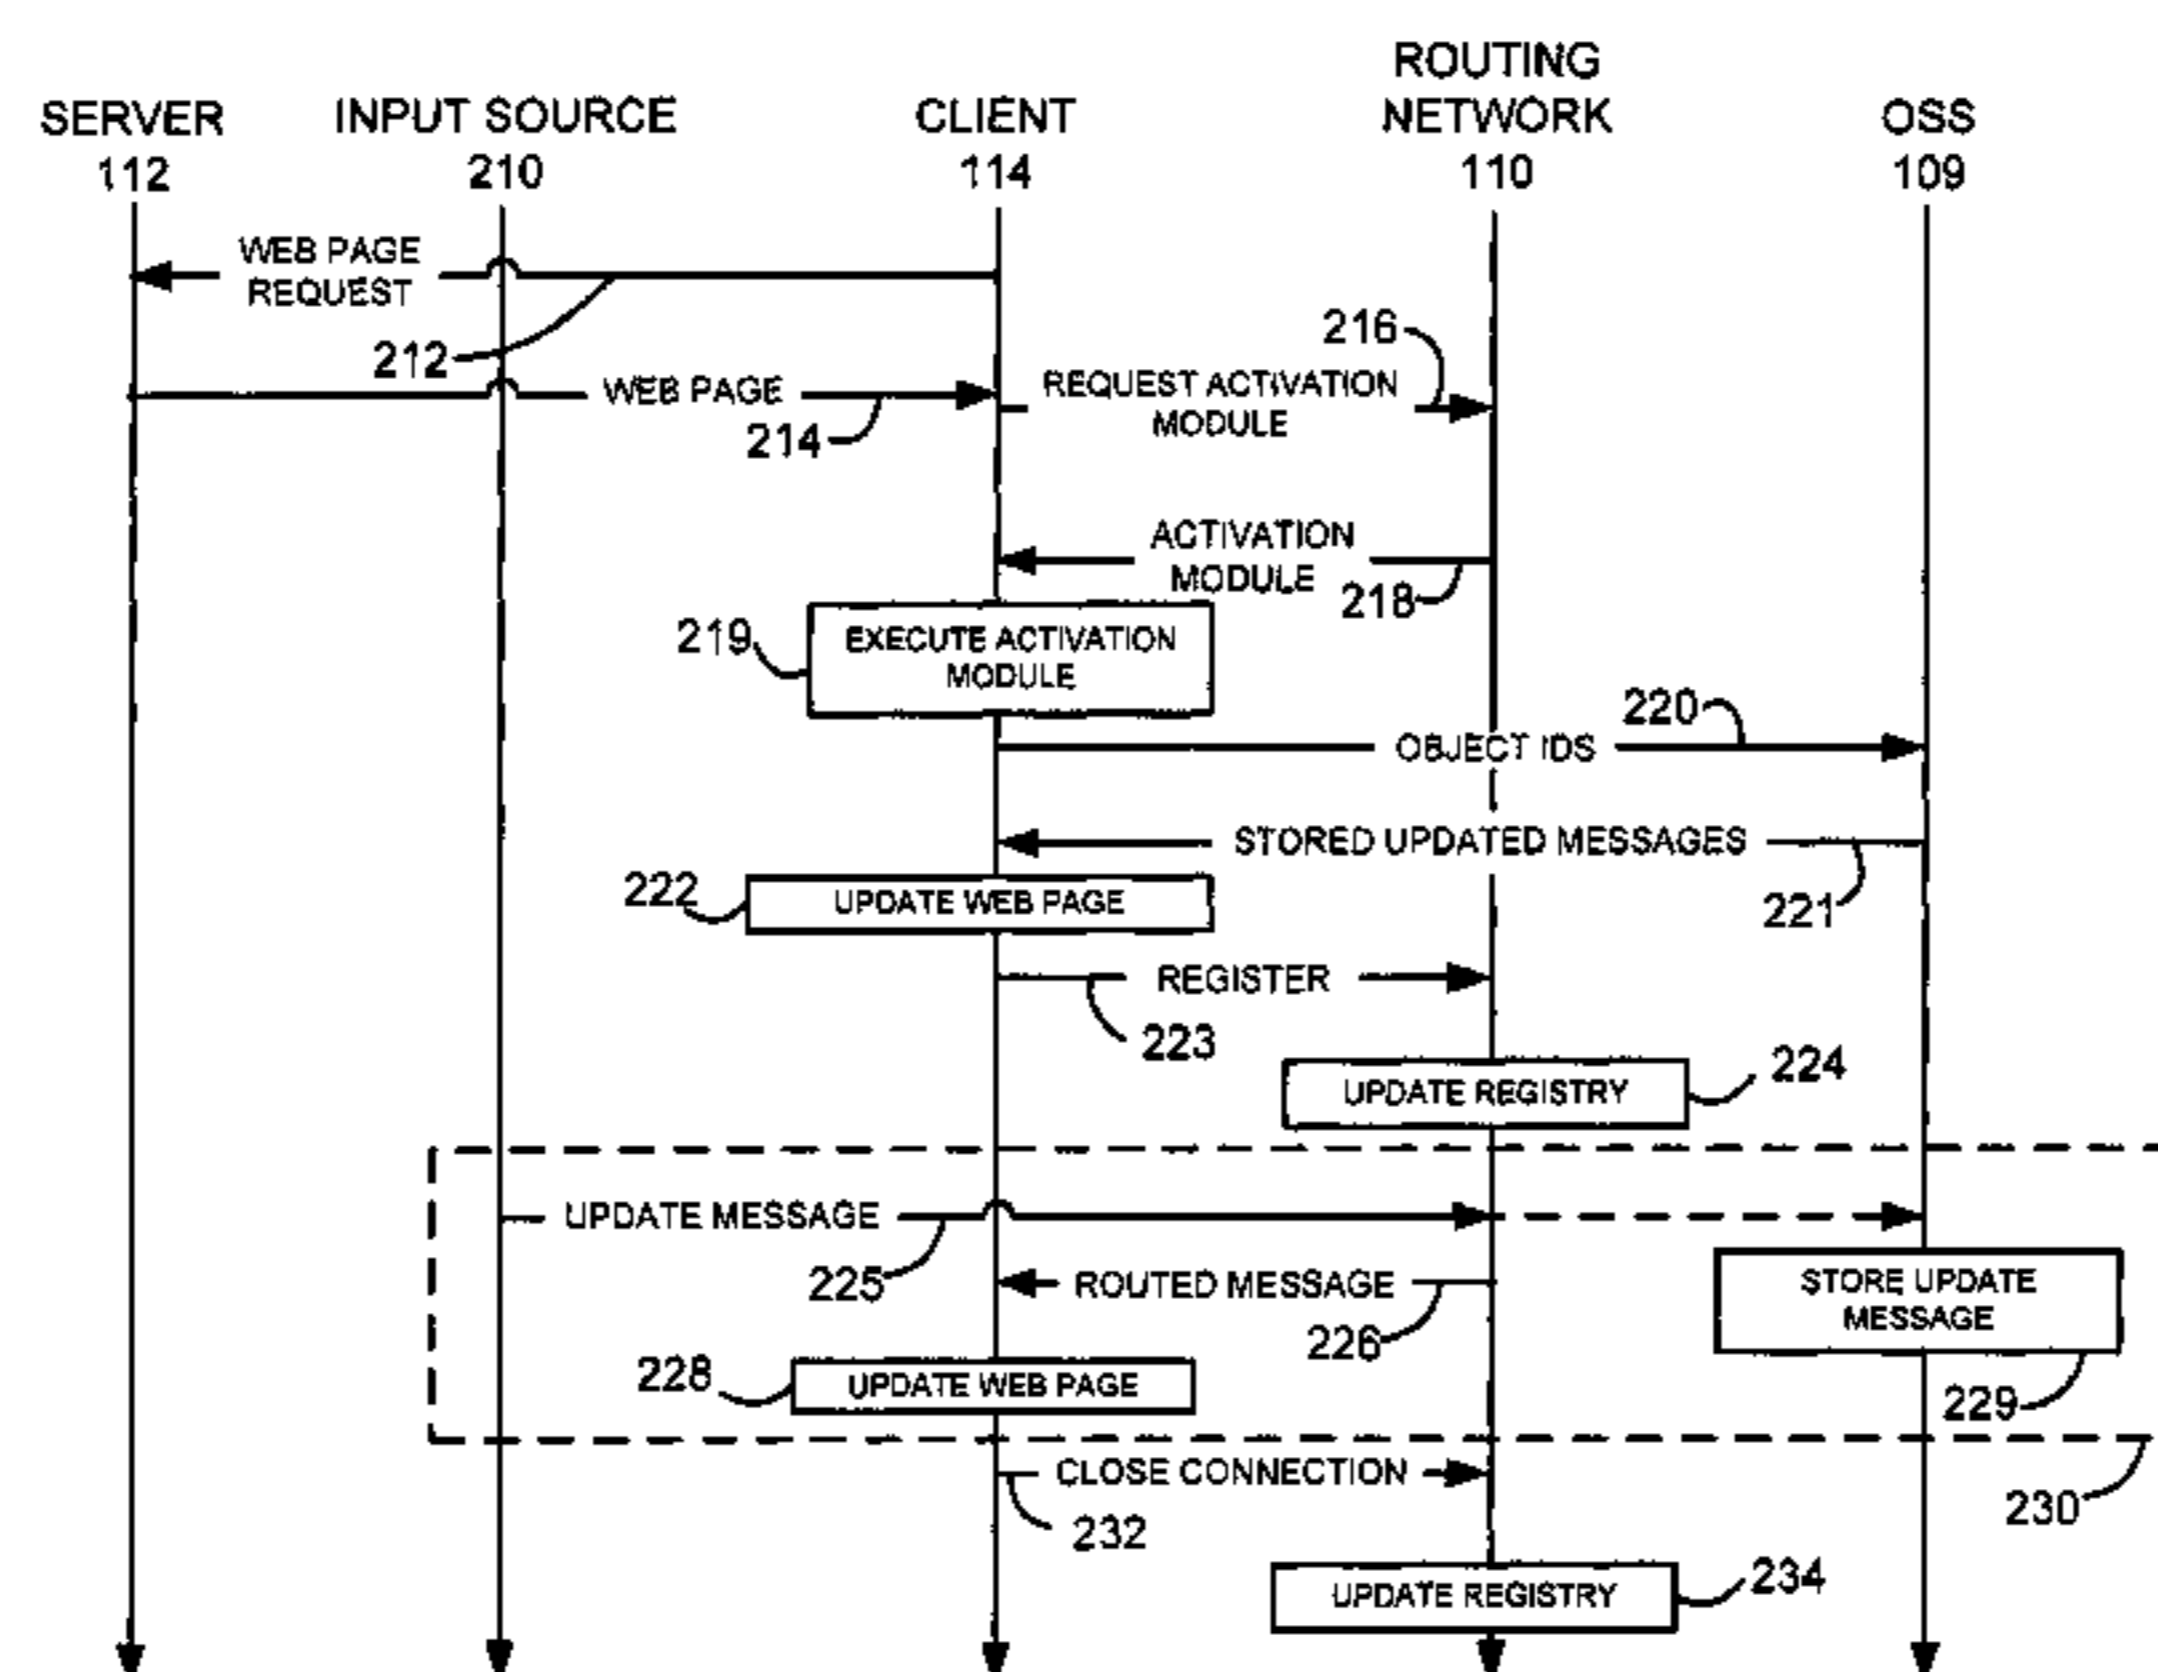 SERVER
112
INPUT SOURCE
210
CLIENT
114
ROUTING
NETWORK
110
OSS
109
WEB PAGE
REQUEST
212
WEB PAGE
214
216
REQUEST ACTIVATION
MODULE
ACTIVATION
MODULE
218
219
EXECUTE ACTIVATION
MODULE
220
OBJECT IDS
STORED UPDATED MESSAGES
221
222
UPDATE WEB PAGE
REGISTER
223
UPDATE REGISTRY
224
UPDATE MESSAGE
225
ROUTED MESSAGE
226
STORE UPDATE
MESSAGE
229
228
UPDATE WEB PAGE
CLOSE CONNECTION
232
230
UPDATE REGISTRY
234